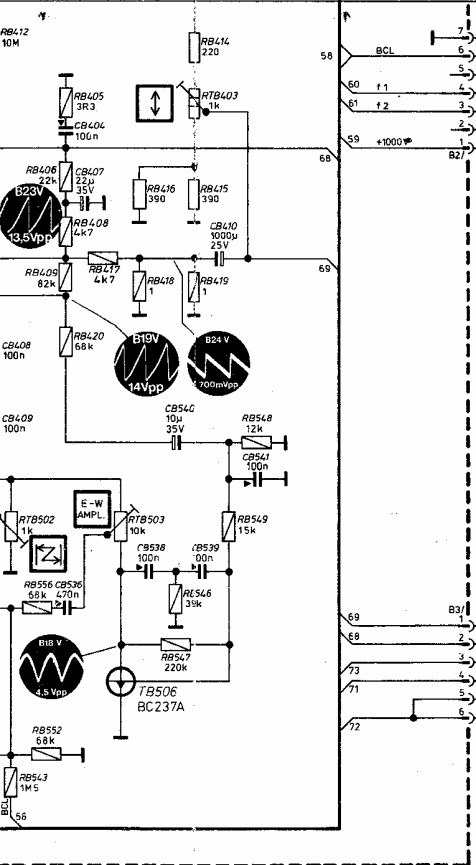 RB412
10M
RB414
220
58
BCL
7
6
5
RB405
3R3
RTB403
1k
60
f1
4
61
f2
3
CB404
100n
2
59
+1000
1
B2/
68
RB406
22k
CB407
22µ
35V
RB416
390
RB415
390
B23V
13,5Vpp
RB408
4k7
CB410
1000µ
25V
RB409
82k
RB417
4k7
RB418
1
RB419
1
69
RB420
68k
B19V
14Vpp
B24 V
700mVpp
CB408
100n
CB409
100n
CB540
10µ
35V
RB548
12k
CB541
100n
E-W
AMPL.
RTB502
1k
RTB503
10k
RB549
15k
CB538
100n
CB539
00n
RB556
68k
CB536
470n
RB546
39k
69
B3/
1
68
2
B18 V
4,5Vpp
RB547
220k
3
73
71
4
TB506
BC237A
5
72
6
RB552
68k
RB543
1M5
BCL
56